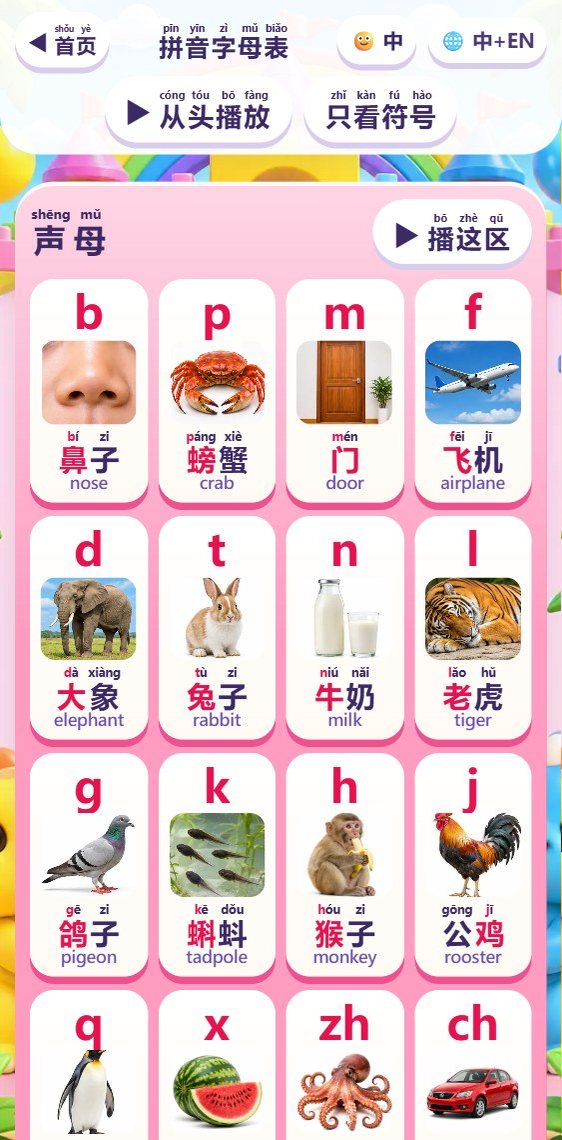 shǒu yè
首页
pīn yīn zì mǔ biǎo
拼音字母表
中
中+EN
cóng tóu bō fàng
从头播放
zhǐ kàn fú hào
只看符号
shēng mǔ
声母
bō zhè qū
播这区
b p m f
bí zi páng xiè mén fēi jī
鼻子 螃蟹 门 飞机
nose crab door airplane
d t n l
dà xiàng tù zi niú nǎi lǎo hǔ
大象 兔子 牛奶 老虎
elephant rabbit milk tiger
g k h j
gē zi kē dǒu hóu zi gōng jī
鸽子 蝌蚪 猴子 公鸡
pigeon tadpole monkey rooster
q x zh ch